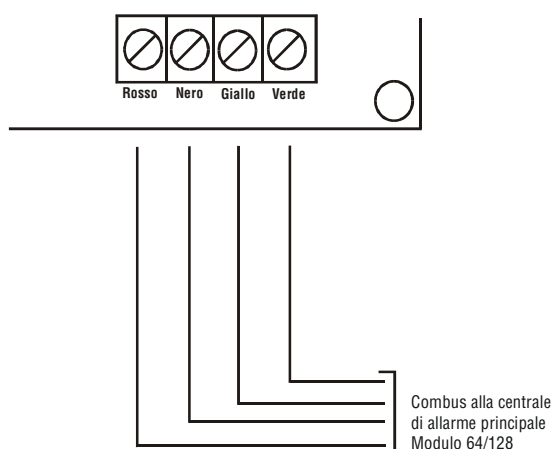 Rosso Nero Giallo Verde
Combus alla centrale
di allarme principale
Modulo 64/128